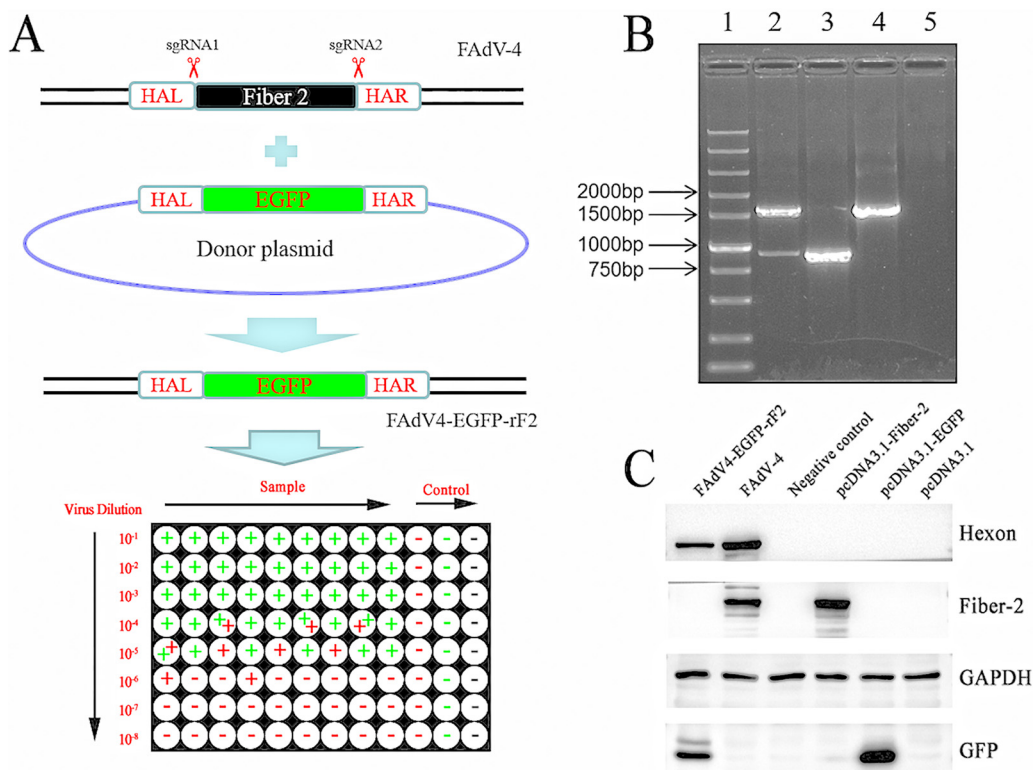 A
sgRNA1
sgRNA2
FAdV-4
HAL
Fiber 2
HAR
HAL
EGFP
HAR
Donor plasmid
HAL
EGFP
HAR
FAdV4-EGFP-rF2
Sample
Control
Virus Dilution
10-1
+ + + + + + + + + - - -
10-2
+ + + + + + + + + - - -
10-3
+ + + + + + + + + - - -
10-4
+ + + + + + + + + + + + - - -
10-5
+ + + + + + + + + + - - -
10-6
+ - - + - - - - - - - -
10-7
- - - - - - - - - - - -
10-8
- - - - - - - - - - - -
B
1 2 3 4 5
2000bp
1500bp
1000bp
750bp
C
FAdV4-EGFP-rF2
FAdV-4
Negative control
pcDNA3.1-Fiber-2
pcDNA3.1-EGFP
pcDNA3.1
Hexon
Fiber-2
GAPDH
GFP